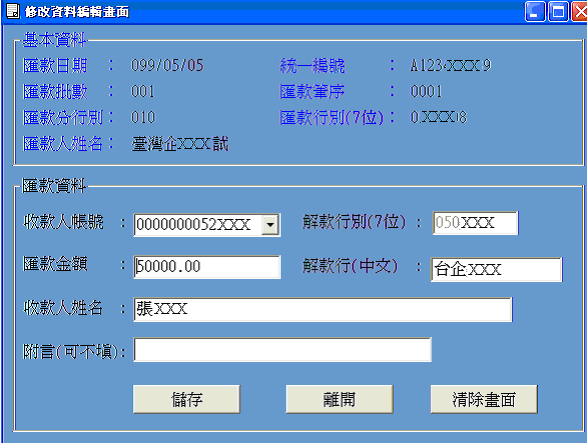 修改資料編輯畫面
基本資料
匯款日期 : 099/05/05 統一編號 : A1234XXX9
匯款批數 : 001 匯款筆序 : 0001
匯款分行別 : 010 匯款行別(7位) : 0XXX08
匯款人姓名 : 臺灣企XXX試
匯款資料
收款人帳號 : 0000000052XXX 解款行別(7位) : 050XXX
匯款金額 : 50000.00 解款行(中文) : 台企XXX
收款人姓名 : 張XXX
附言(可不填):
儲存 離開 清除畫面